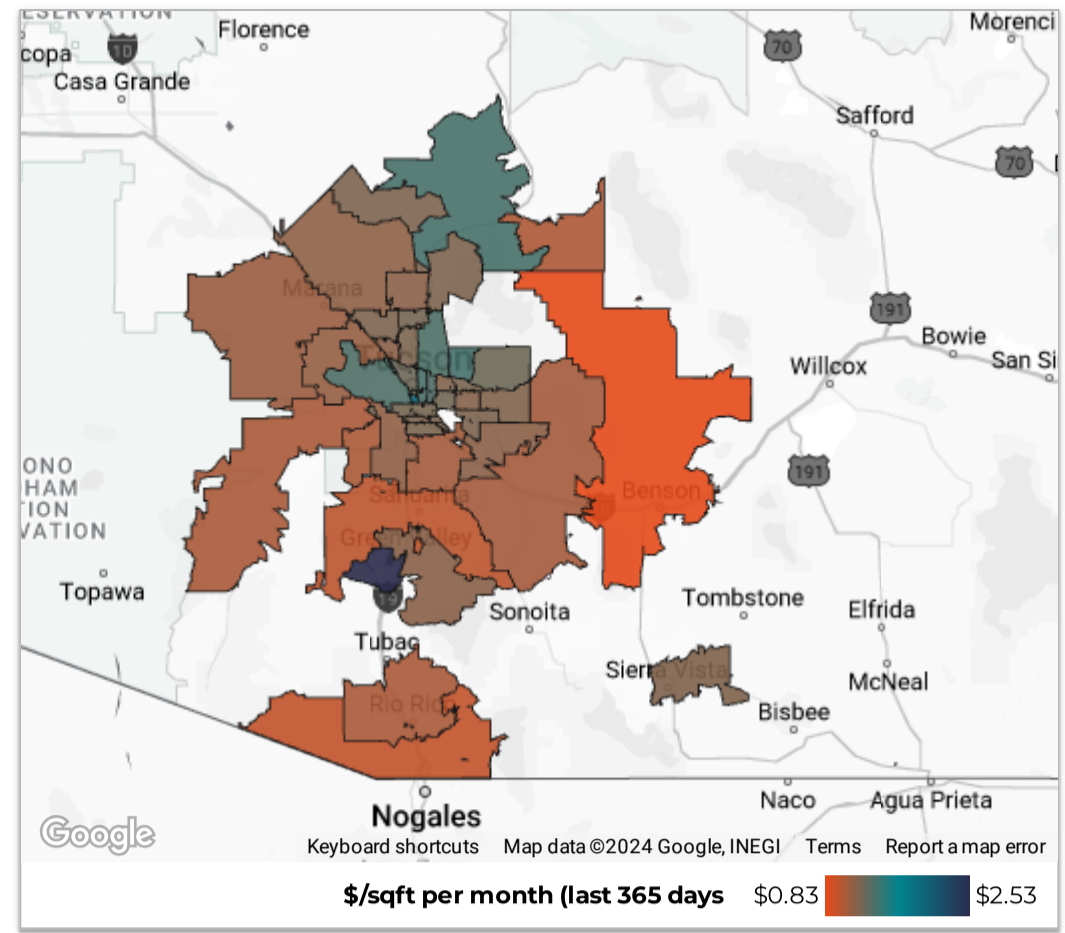 ESERVATION
Florence
Morenci
copa
10
70
Casa Grande
Safford
70
Marana
191
Bowie
Tucson
Willcox
San Si
ONO
HAM
TION
VATION
191
Benson
Sahuarita
Green Valley
Topawa
19
Sonoita
Tombstone
Elfrida
Tubac
Sierra Vista
McNeal
Rio Ric
Bisbee
Nogales
Naco
Agua Prieta
Google
Keyboard shortcuts
Map data ©2024 Google, INEGI
Terms
Report a map error
$/sqft per month (last 365 days
$0.83
$2.53